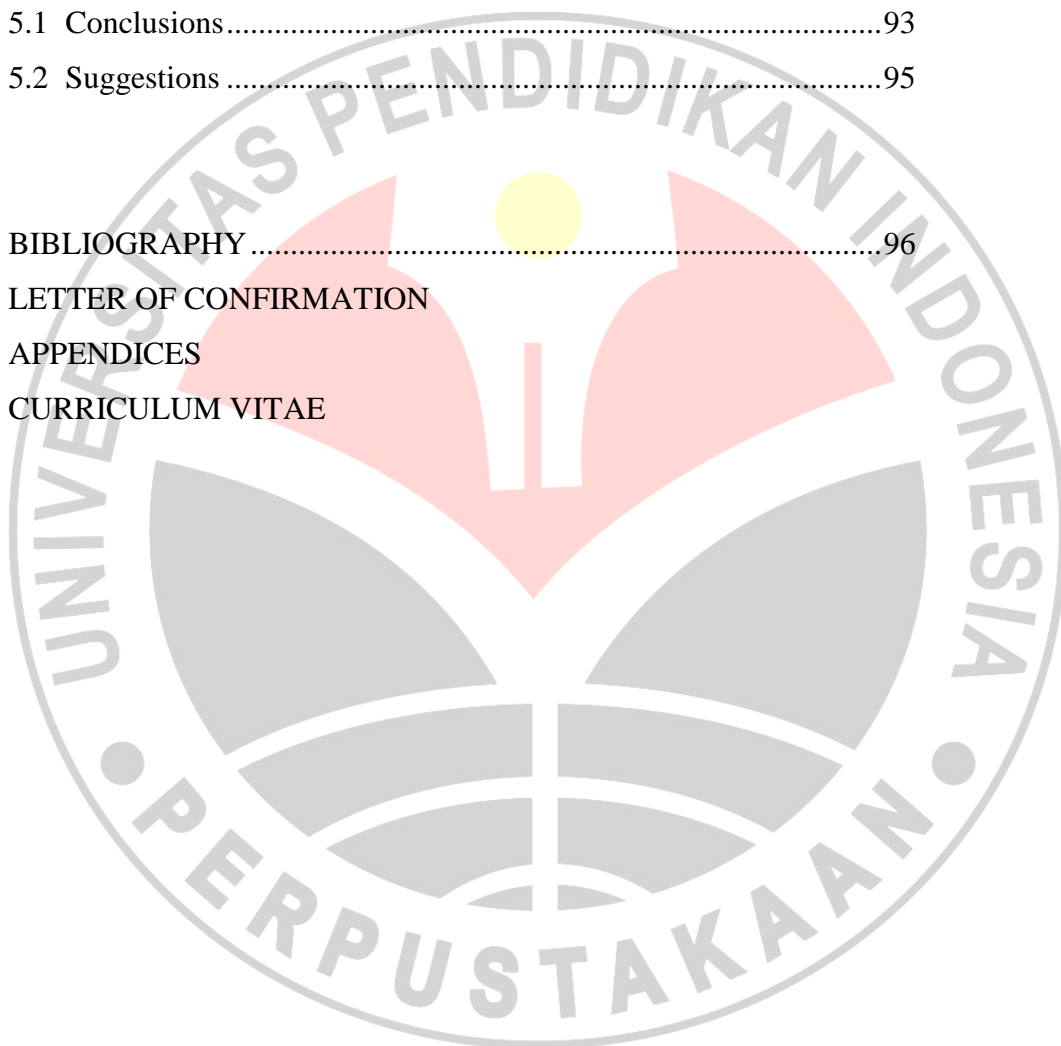 5.1 Conclusions.................................................................................93
5.2 Suggestions .................................................................................95
BIBLIOGRAPHY ..............................................................................96
LETTER OF CONFIRMATION
APPENDICES
CURRICULUM VITAE
UNIVERSITAS PENDIDIKAN INDONESIA
PERPUSTAKAAN